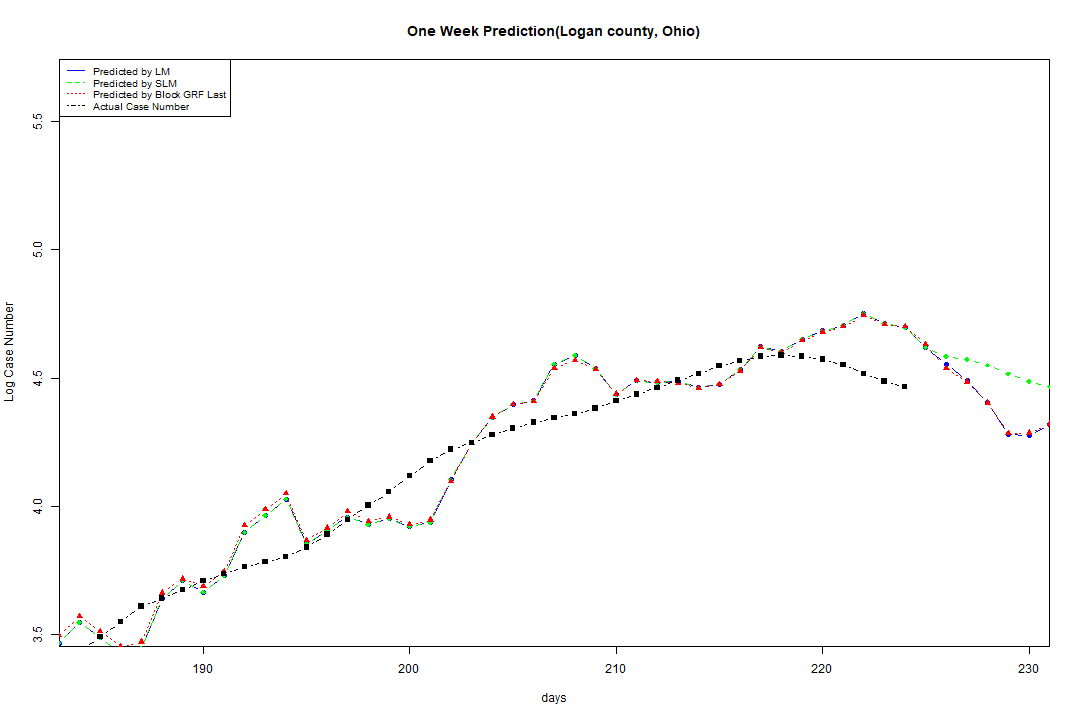 One Week Prediction(Logan county, Ohio)
Predicted by LM
Predicted by SLM
Predicted by Block GRF Last
Actual Case Number
Log Case Number
5.5
5.0
4.5
4.0
3.5
190
200
210
220
230
days